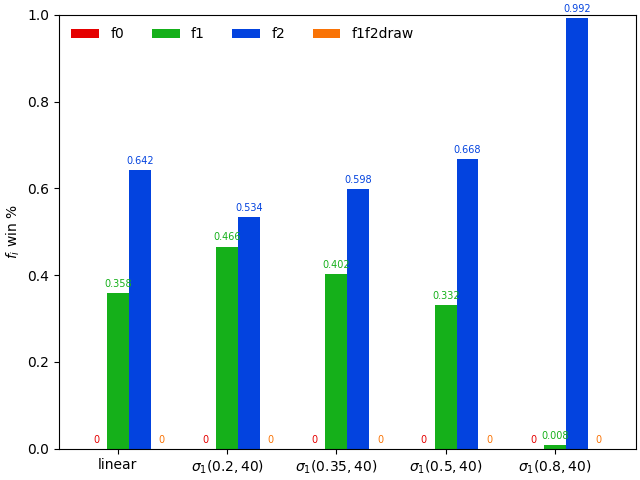 f0 f1 f2 f1f2draw
0.992
1.0
0.8
0.6
0.4
0.2
0.0
f_i win %
0 0.358 0.642 0
0 0.466 0.534 0
0 0.402 0.598 0
0 0.332 0.668 0
0 0.008 0
linear σ₁(0.2, 40) σ₁(0.35, 40) σ₁(0.5, 40) σ₁(0.8, 40)